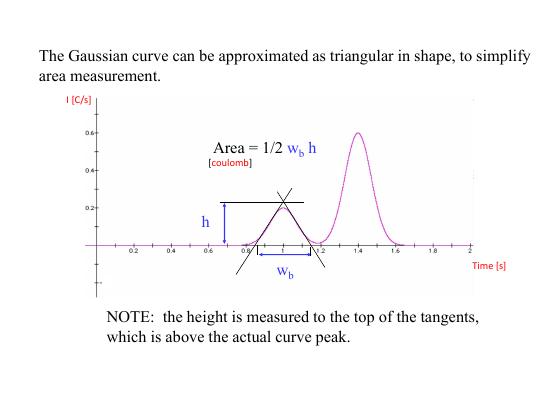 The Gaussian curve can be approximated as triangular in shape, to simplify
area measurement.
I [C/s]
0.6
Area = 1/2 wb h
[coulomb]
0.4
0.2
h
0.2 0.4 0.6 0.8 1 1.2 1.4 1.6 1.8 2
Time [s]
wb
NOTE: the height is measured to the top of the tangents,
which is above the actual curve peak.